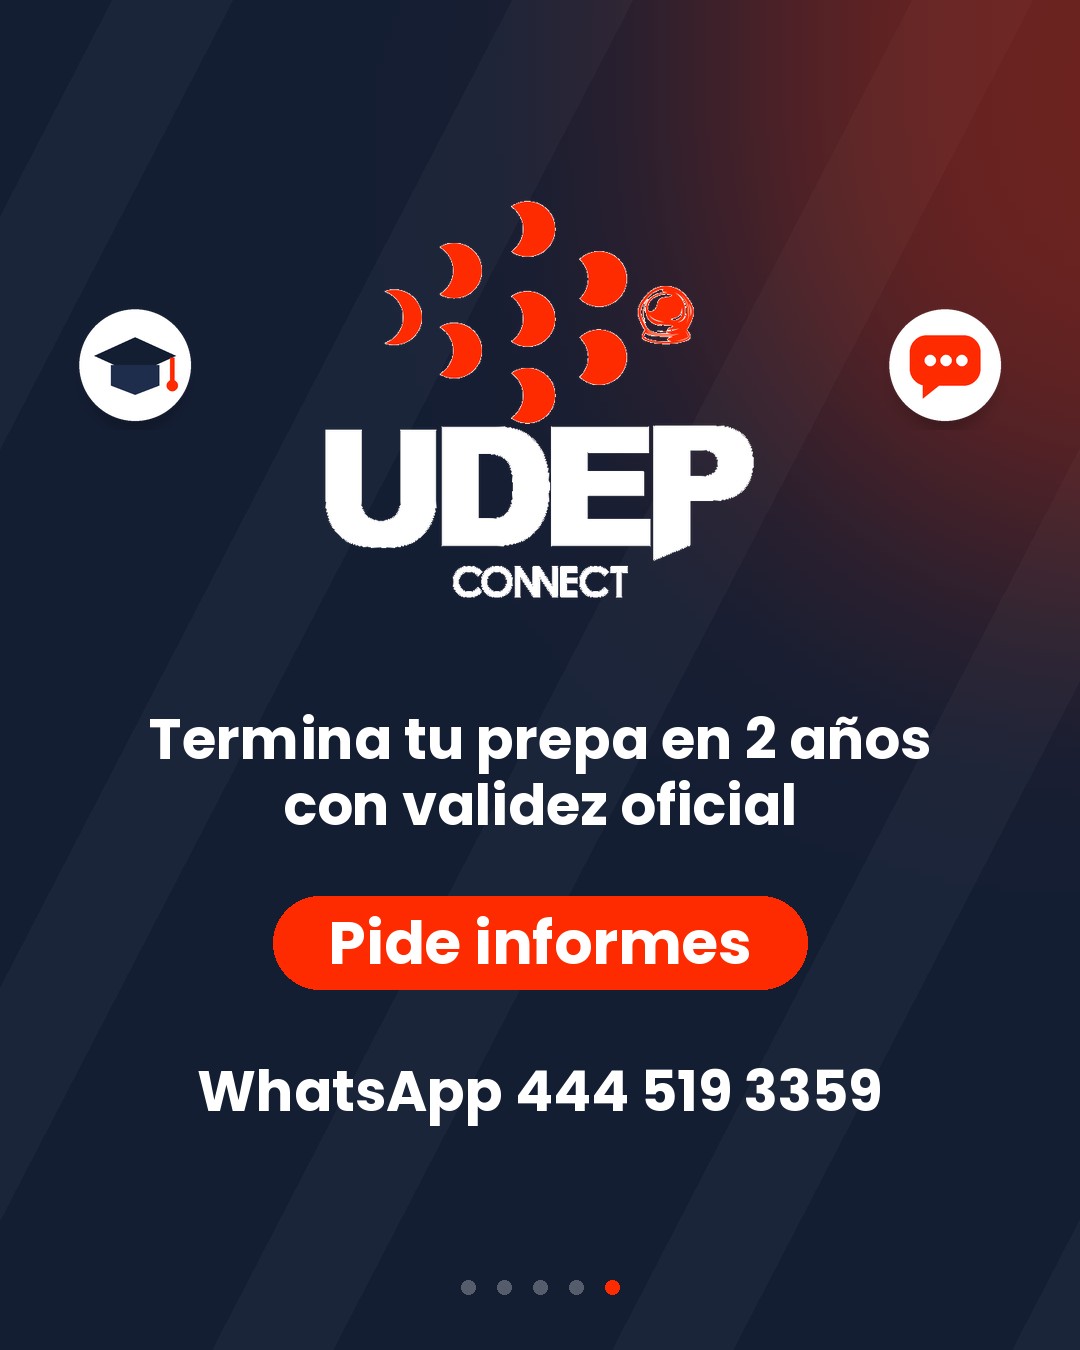 UDEP
CONNECT
Termina tu prepa en 2 años
con validez oficial
Pide informes
WhatsApp 444 519 3359